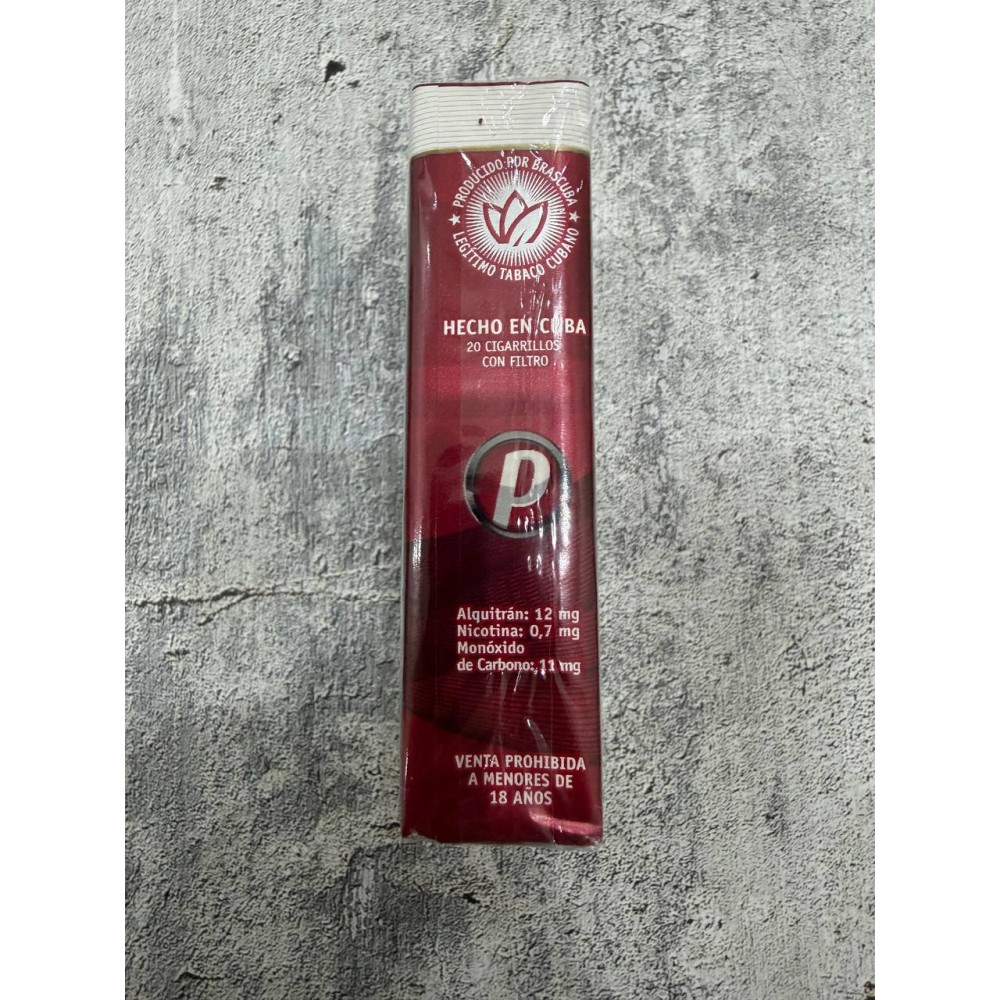 ★ PRODUCIDO POR BRASCUBA ★
LEGÍTIMO TABACO CUBANO
HECHO EN CUBA
20 CIGARRILLOS
CON FILTRO
P
Alquitrán: 12 mg
Nicotina: 0,7 mg
Monóxido
de Carbono: 11 mg
VENTA PROHIBIDA
A MENORES DE
18 AÑOS